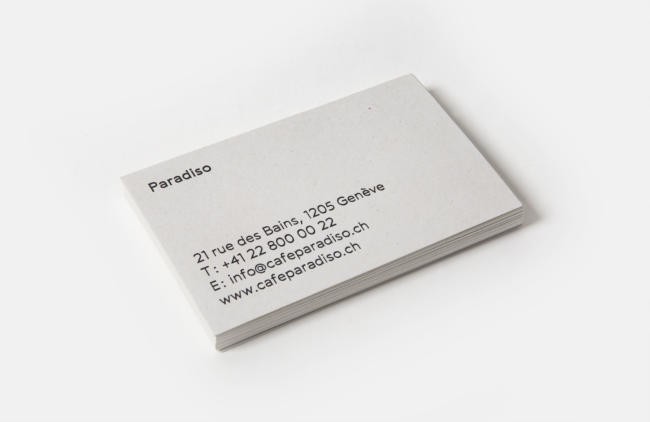 Paradiso
21 rue des Bains, 1205 Genève
T: +41 22 800 00 22
E: info@cafeparadiso.ch
www.cafeparadiso.ch